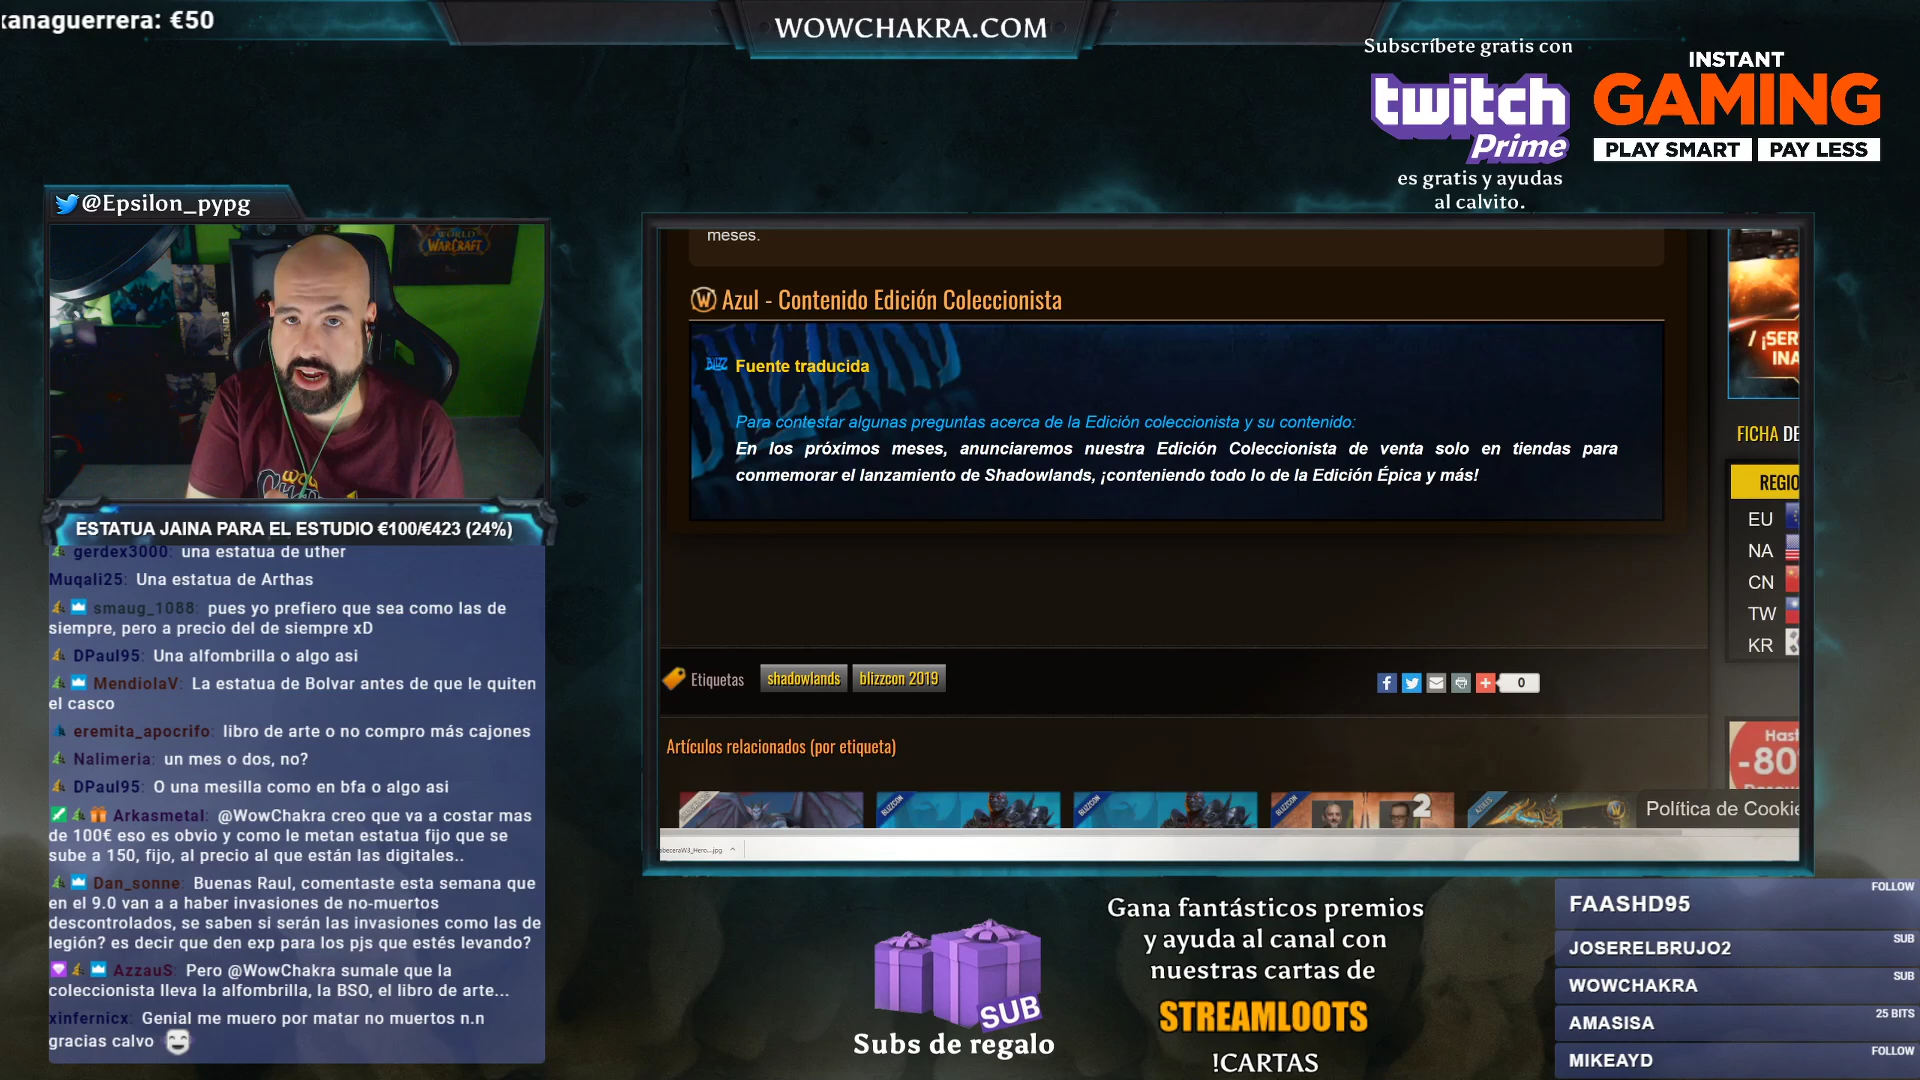 kanaguerrera: €50
WOWCHAKRA.COM
Subscríbete gratis con
twitch
Prime
es gratis y ayudas
al calvito.
INSTANT
GAMING
PLAY SMART
PAY LESS
@Epsilon_pypg
WORLD
WARCRAFT
ESTATUA JAINA PARA EL ESTUDIO €100/€423 (24%)
gerdex3000: una estatua de uther
Muqali25: Una estatua de Arthas
smaug_1088: pues yo prefiero que sea como las de
siempre, pero a precio del de siempre xD
DPaul95: Una alfombrilla o algo asi
MendiolaV: La estatua de Bolvar antes de que le quiten
el casco
eremita_apocrifo: libro de arte o no compro más cajones
Nalimeria: un mes o dos, no?
DPaul95: O una mesilla como en bfa o algo asi
Arkasmetal: @WowChakra creo que va a costar mas
de 100€ eso es obvio y como le metan estatua fijo que se
sube a 150, fijo, al precio al que están las digitales..
Dan_sonne: Buenas Raul, comentaste esta semana que
en el 9.0 van a a haber invasiones de no-muertos
descontrolados, se saben si serán las invasiones como las de
legión? es decir que den exp para los pjs que estés levando?
AzzauS: Pero @WowChakra sumale que la
coleccionista lleva la alfombrilla, la BSO, el libro de arte...
xinfernicx: Genial me muero por matar no muertos n.n
gracias calvo
meses.
Azul - Contenido Edición Coleccionista
BLIZZ Fuente traducida
Para contestar algunas preguntas acerca de la Edición coleccionista y su contenido:
En los próximos meses, anunciaremos nuestra Edición Coleccionista de venta solo en tiendas para
conmemorar el lanzamiento de Shadowlands, ¡conteniendo todo lo de la Edición Épica y más!
Etiquetas
shadowlands
blizzcon 2019
0
Artículos relacionados (por etiqueta)
BLIZZCON
BLIZZCON
BLIZZCON
2
AZULES
Política de Cookie
/ ¡SER
INA
FICHA DE
REGIO
EU
NA
CN
TW
KR
Hast
-80
Subs de regalo
SUB
Gana fantásticos premios
y ayuda al canal con
nuestras cartas de
STREAMLOOTS
!CARTAS
FOLLOW
FAASHD95
SUB
JOSERELBRUJO2
SUB
WOWCHAKRA
25 BITS
AMASISA
FOLLOW
MIKEAYD